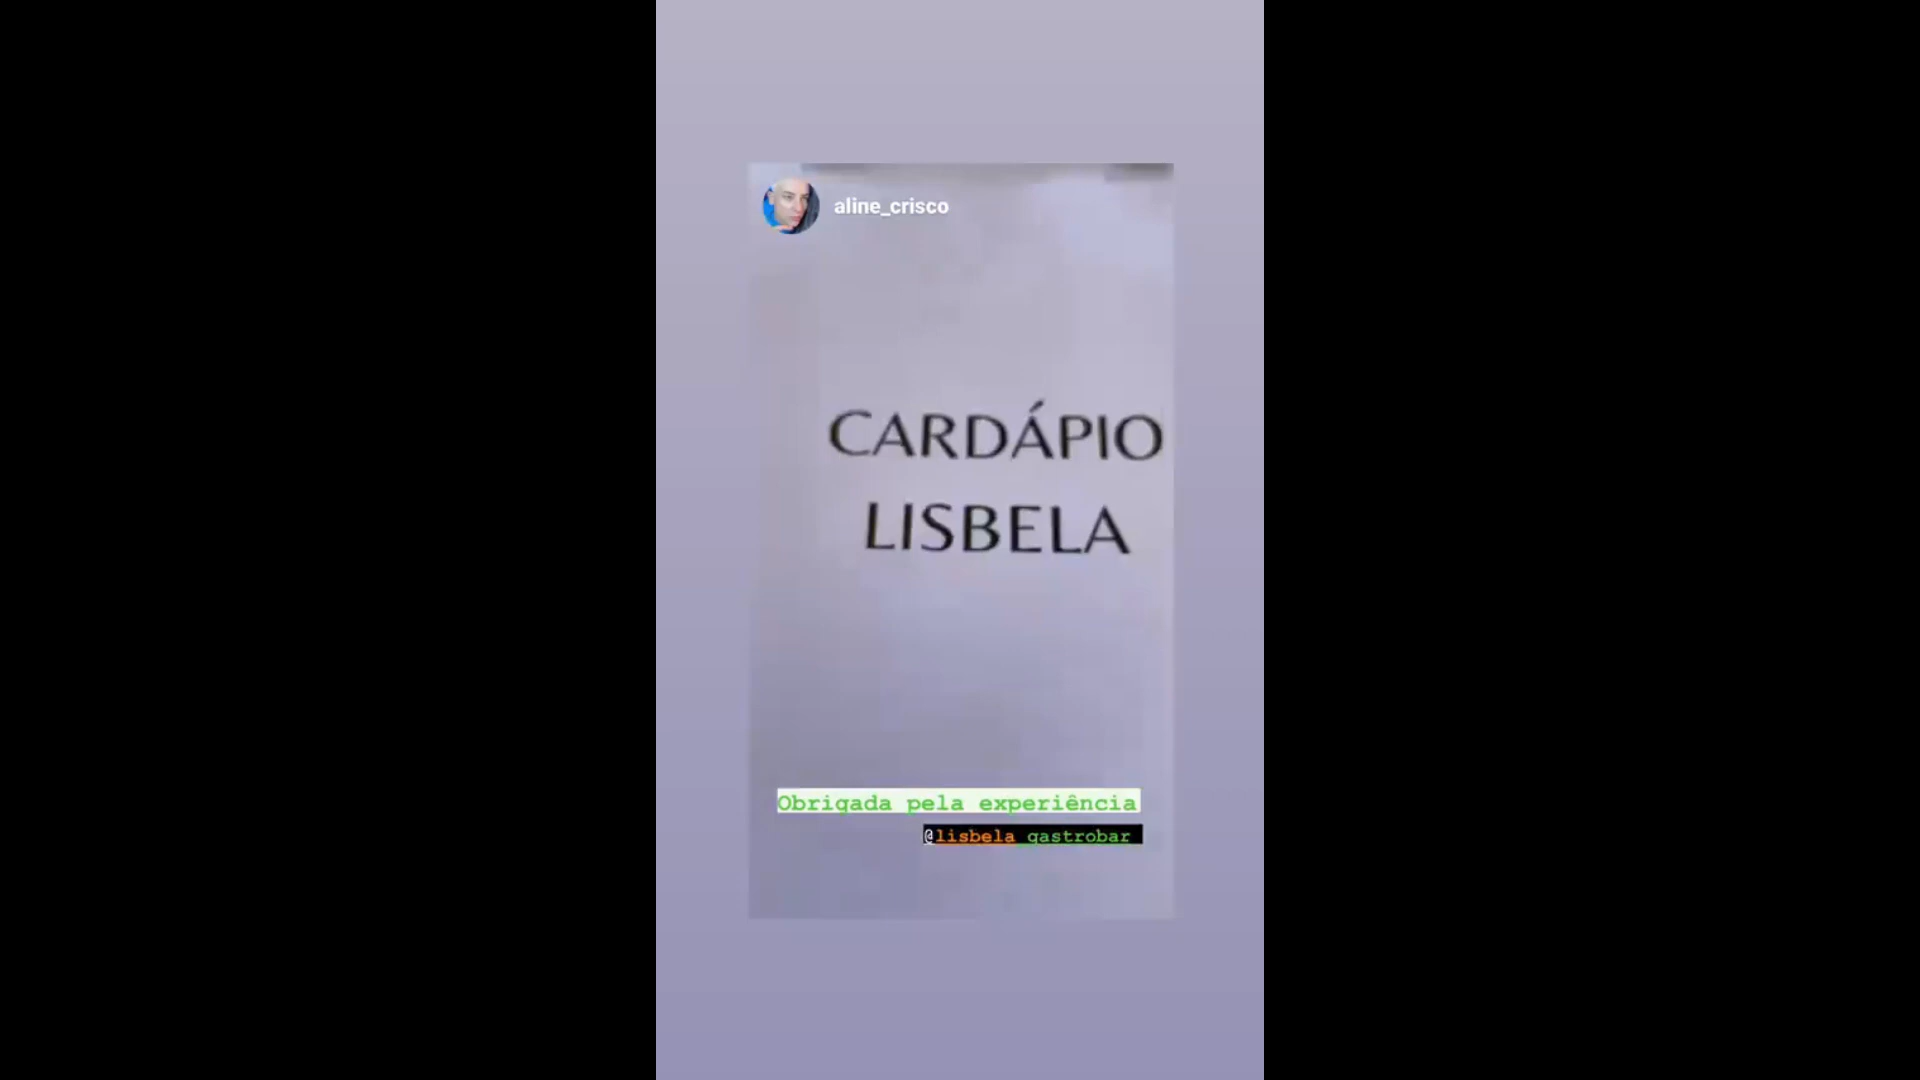 aline_crisco
CARDÁPIO
LISBELA
Obrigada pela experiência
@lisbela_gastrobar